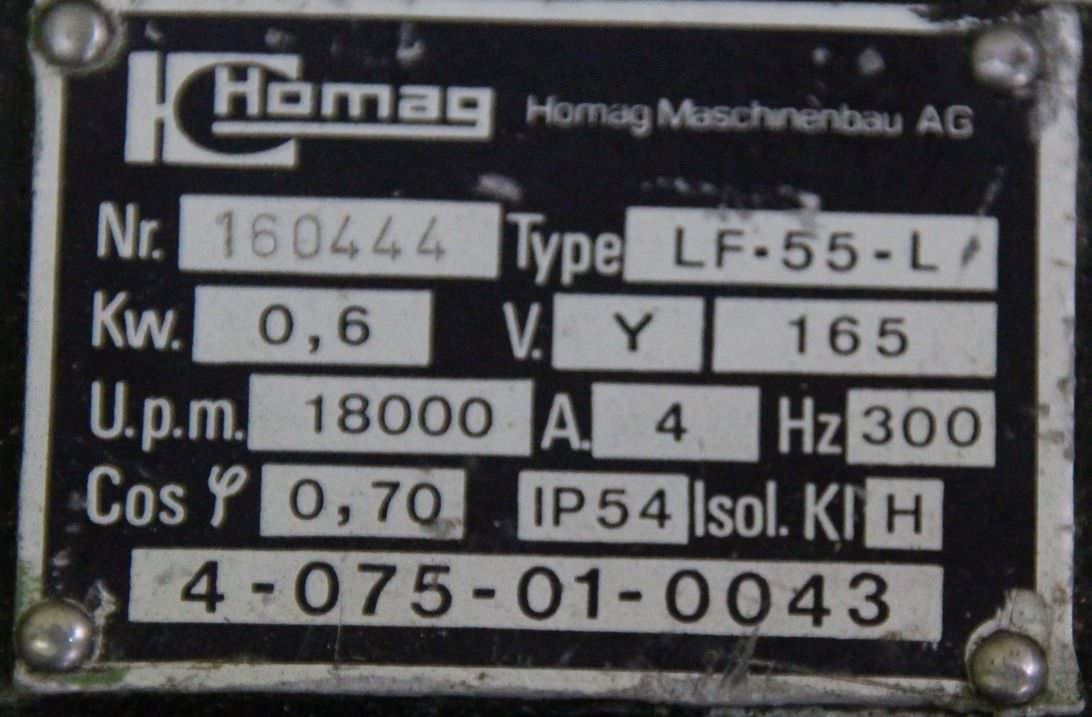 Homag Homag Maschinenbau AG
Nr. 160444 Type LF-55-L
Kw. 0,6 V. Y 165
U.p.m. 18000 A. 4 Hz 300
Cos φ 0,70 IP54 Isol. Kl H
4-075-01-0043